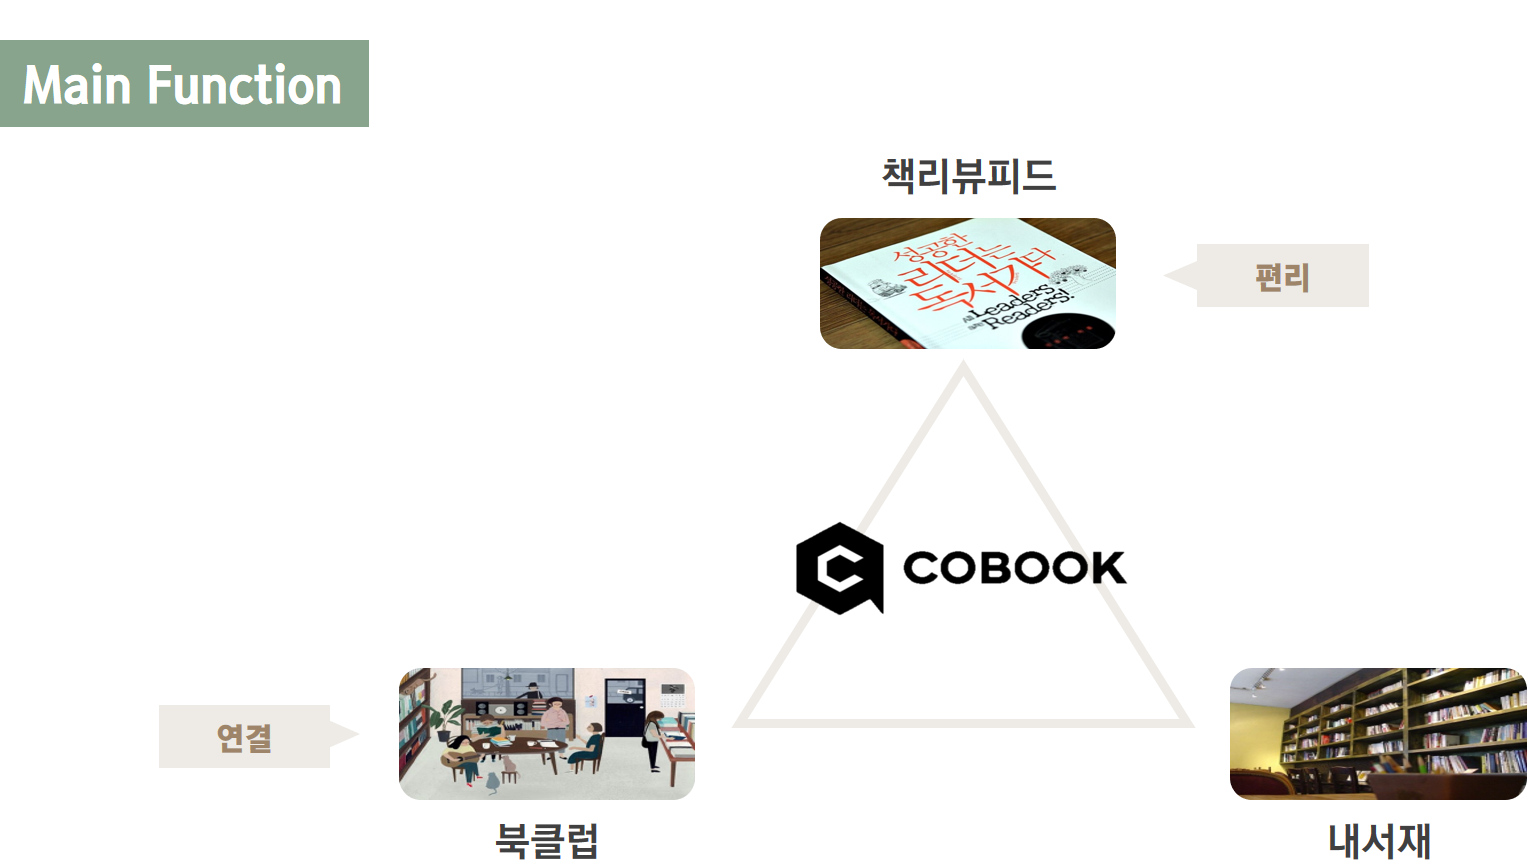 Main Function
책리뷰피드
성공한
리더는
독서가다
All Leaders
are Readers!
편리
COBOOK
연결
북클럽
내서재